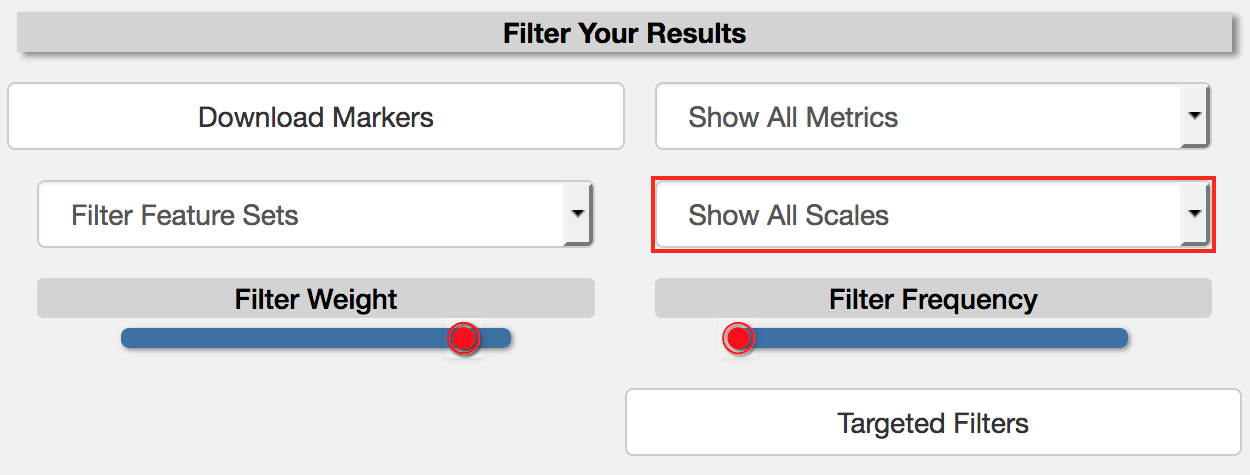 Filter Your Results
Download Markers
Show All Metrics
Filter Feature Sets
Show All Scales
Filter Weight
Filter Frequency
Targeted Filters